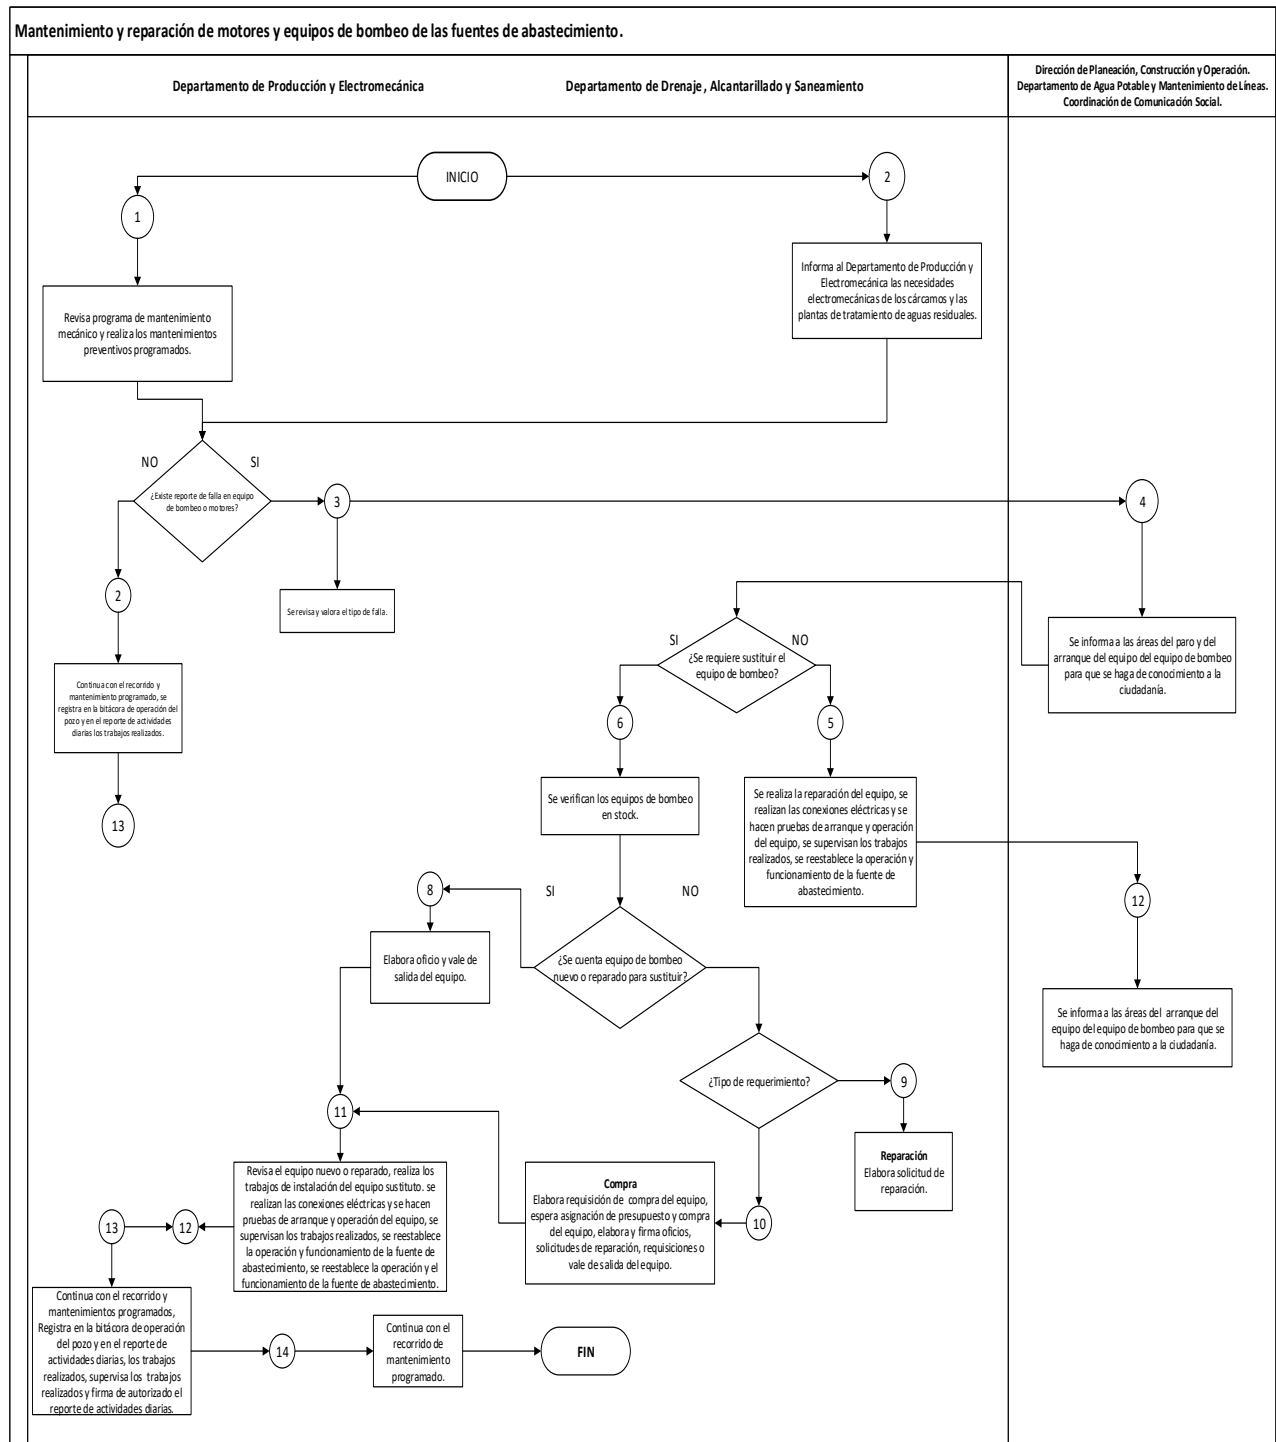 Mantenimiento y reparación de motores y equipos de bombeo de las fuentes de abastecimiento.
Departamento de Producción y Electromecánica
Departamento de Drenaje, Alcantarillado y Saneamiento
Dirección de Planeación, Construcción y Operación.
Departamento de Agua Potable y Mantenimiento de Líneas.
Coordinación de Comunicación Social.
INICIO
2
1
Informa al Departamento de Producción y
Electromecánica las necesidades
electromecánicas de los cárcamos y las
plantas de tratamiento de aguas residuales.
Revisa programa de mantenimiento
mecánico y realiza los mantenimientos
preventivos programados.
NO
SI
¿Existe reporte de falla en equipo
de bombeo o motores?
3
4
2
Se revisa y valora el tipo de falla.
SI
NO
¿Se requiere sustituir el
equipo de bombeo?
Se informa a las áreas del paro y del
arranque del equipo del equipo de bombeo
para que se haga de conocimiento a la
ciudadanía.
Continua con el recorrido y
mantenimiento programado, se
registra en la bitácora de operación del
pozo y en el reporte de actividades
diarias los trabajos realizados.
6
5
13
Se verifican los equipos de bombeo
en stock.
Se realiza la reparación del equipo, se
realizan las conexiones eléctricas y se
hacen pruebas de arranque y operación
del equipo, se supervisan los trabajos
realizados, se reestablece la operación y
funcionamiento de la fuente de
abastecimiento.
8
SI
NO
12
Elabora oficio y vale de
salida del equipo.
¿Se cuenta equipo de bombeo
nuevo o reparado para sustituir?
Se informa a las áreas del arranque del
equipo del equipo de bombeo para que se
haga de conocimiento a la ciudadanía.
¿Tipo de requerimiento?
9
11
Reparación
Elabora solicitud de
reparación.
Revisa el equipo nuevo o reparado, realiza los
trabajos de instalación del equipo sustituto. se
realizan las conexiones eléctricas y se hacen
pruebas de arranque y operación del equipo, se
supervisan los trabajos realizados, se reestablece
la operación y funcionamiento de la fuente de
abastecimiento, se reestablece la operación y el
funcionamiento de la fuente de abastecimiento.
Compra
Elabora requisición de compra del equipo,
espera asignación de presupuesto y compra
del equipo, elabora y firma oficios,
solicitudes de reparación, requisiciones o
vale de salida del equipo.
10
13
12
Continua con el recorrido y
mantenimientos programados,
Registra en la bitácora de operación
del pozo y en el reporte de
actividades diarias, los trabajos
realizados, supervisa los trabajos
realizados y firma de autorizado el
reporte de actividades diarias.
14
Continua con el
recorrido de
mantenimiento
programado.
FIN